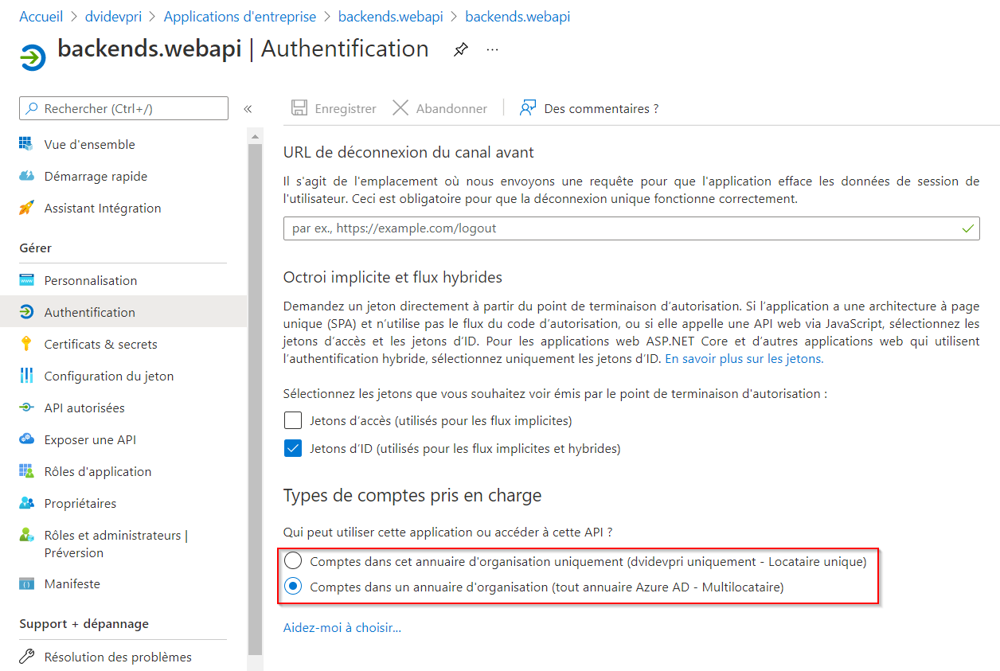 Accueil > dvidevpri > Applications d'entreprise > backends.webapi > backends.webapi
backends.webapi | Authentification ...
Rechercher (Ctrl+/) «
Vue d'ensemble
Démarrage rapide
Assistant Intégration
Gérer
Personnalisation
Authentification
Certificats & secrets
Configuration du jeton
API autorisées
Exposer une API
Rôles d'application
Propriétaires
Rôles et administrateurs |
Préversion
Manifeste
Support + dépannage
Résolution des problèmes
Enregistrer Abandonner Des commentaires ?
URL de déconnexion du canal avant
Il s'agit de l'emplacement où nous envoyons une requête pour que l'application efface les données de session de
l'utilisateur. Ceci est obligatoire pour que la déconnexion unique fonctionne correctement.
par ex., https://example.com/logout
Octroi implicite et flux hybrides
Demandez un jeton directement à partir du point de terminaison d’autorisation. Si l’application a une architecture à page
unique (SPA) et n’utilise pas le flux du code d’autorisation, ou si elle appelle une API web via JavaScript, sélectionnez les
jetons d’accès et les jetons d’ID. Pour les applications web ASP.NET Core et d’autres applications web qui utilisent
l’authentification hybride, sélectionnez uniquement les jetons d’ID. En savoir plus sur les jetons.
Sélectionnez les jetons que vous souhaitez voir émis par le point de terminaison d'autorisation :
Jetons d’accès (utilisés pour les flux implicites)
Jetons d’ID (utilisés pour les flux implicites et hybrides)
Types de comptes pris en charge
Qui peut utiliser cette application ou accéder à cette API ?
Comptes dans cet annuaire d'organisation uniquement (dvidevpri uniquement - Locataire unique)
Comptes dans un annuaire d'organisation (tout annuaire Azure AD - Multilocataire)
Aidez-moi à choisir...